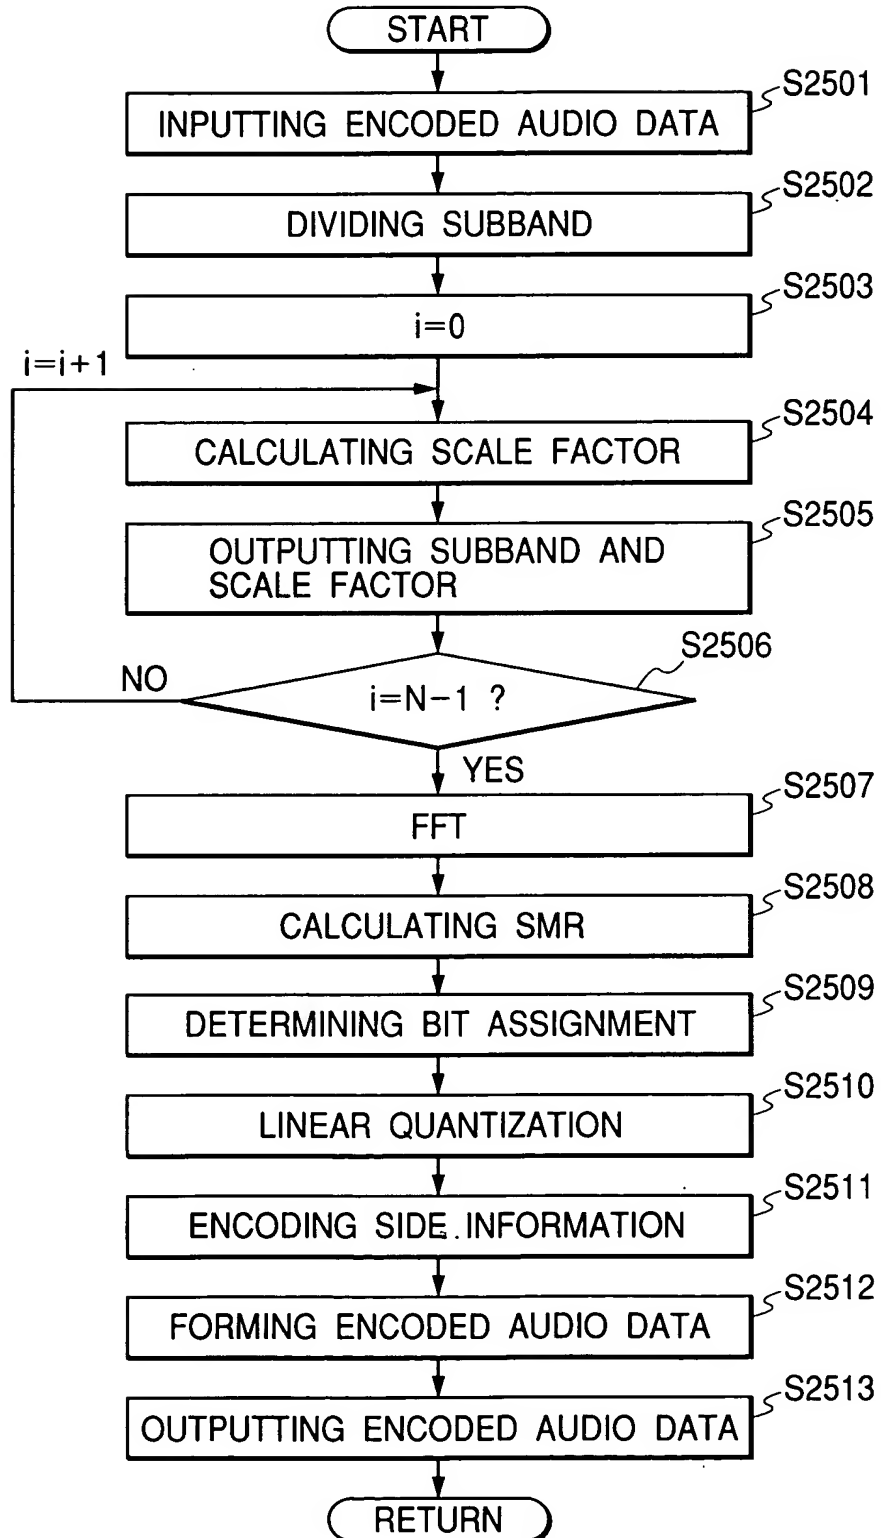 START
S2501
INPUTTING ENCODED AUDIO DATA
S2502
DIVIDING SUBBAND
S2503
i=0
i=i+1
S2504
CALCULATING SCALE FACTOR
S2505
OUTPUTTING SUBBAND AND
SCALE FACTOR
S2506
NO
i=N-1 ?
YES
S2507
FFT
S2508
CALCULATING SMR
S2509
DETERMINING BIT ASSIGNMENT
S2510
LINEAR QUANTIZATION
S2511
ENCODING SIDE INFORMATION
S2512
FORMING ENCODED AUDIO DATA
S2513
OUTPUTTING ENCODED AUDIO DATA
RETURN